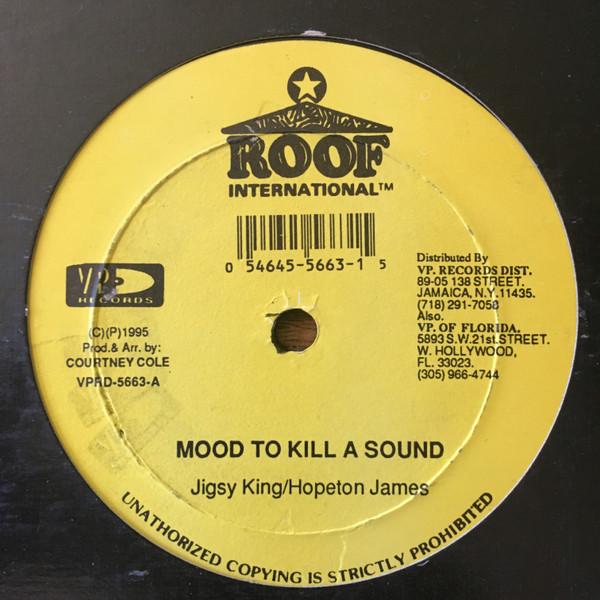 ROOF
INTERNATIONAL™
0 54645-5663-1 5
VP
RECORDS
(C)(P)1995
Prod.& Arr. by:
COURTNEY COLE
VPRD-5663-A
Distributed By
VP. RECORDS DIST.
89-05 138 STREET.
JAMAICA, N.Y.11435.
(718) 291-7058
Also.
VP. OF FLORIDA.
5893 S.W.21st.STREET.
W. HOLLYWOOD,
FL. 33023.
(305) 966-4744
MOOD TO KILL A SOUND
Jigsy King/Hopeton James
UNATHORIZED COPYING IS STRICTLY PROHIBITED